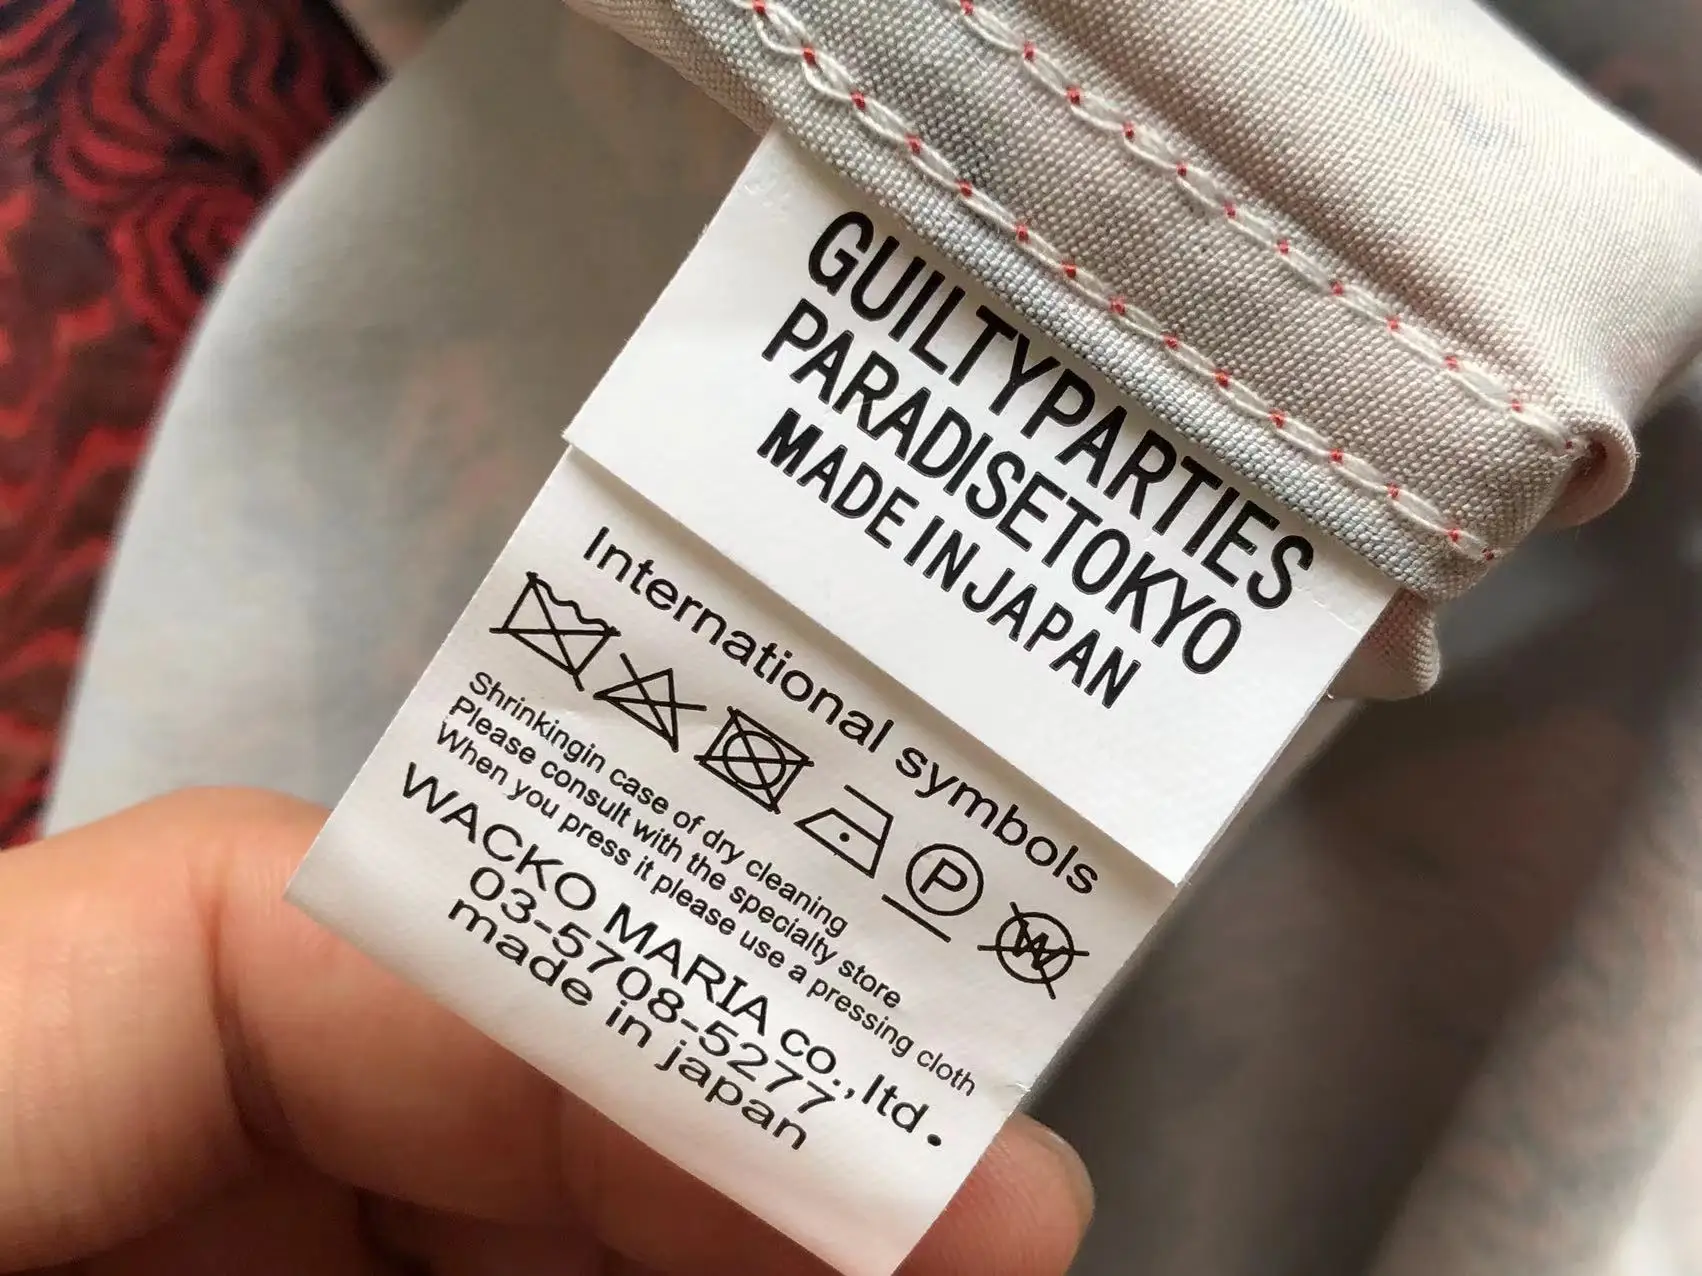 GUILTYPARTIES
PARADISETOKYO
MADE IN JAPAN
International symbols
P W
Shrinkingin case of dry cleaning
Please consult with the specialty store
When you press it please use a pressing cloth
WACKO MARIA co.,ltd.
03-5708-5277
made in japan